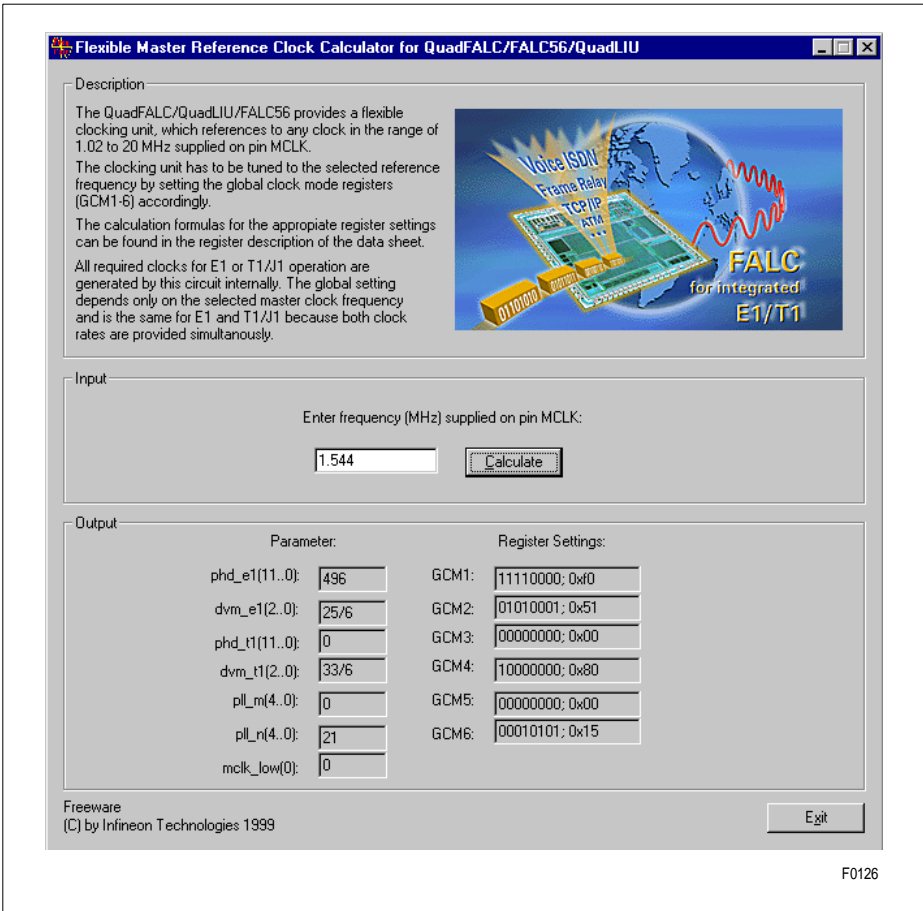 Flexible Master Reference Clock Calculator for QuadFALC/FALC56/QuadLIU
Description
The QuadFALC/QuadLIU/FALC56 provides a flexible
clocking unit, which references to any clock in the range of
1.02 to 20 MHz supplied on pin MCLK.
The clocking unit has to be tuned to the selected reference
frequency by setting the global clock mode registers
(GCM1-6) accordingly.
The calculation formulas for the appropiate register settings
can be found in the register description of the data sheet.
All required clocks for E1 or T1/J1 operation are
generated by this circuit internally. The global setting
depends only on the selected master clock frequency
and is the same for E1 and T1/J1 because both clock
rates are provided simultanously.
Voice ISDN
Frame Relay
TCP/IP
ATM
...
01101010
01010110
FALC
for integrated
E1/T1
Input
Enter frequency (MHz) supplied on pin MCLK:
1.544
Calculate
Output
Parameter:
Register Settings:
phd_e1(11..0): 496 GCM1: 11110000; 0xf0
dvm_e1(2..0): 25/6 GCM2: 01010001; 0x51
phd_t1(11..0): 0 GCM3: 00000000; 0x00
dvm_t1(2..0): 33/6 GCM4: 10000000; 0x80
pll_m(4..0): 0 GCM5: 00000000; 0x00
pll_n(4..0): 21 GCM6: 00010101; 0x15
mclk_low(0): 0
Freeware
(C) by Infineon Technologies 1999
Exit
F0126